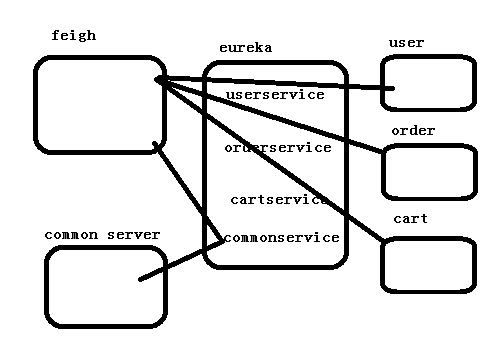 feigh
eureka
user
userservice
order
orderservice
cartservice
cart
common server
commonservice